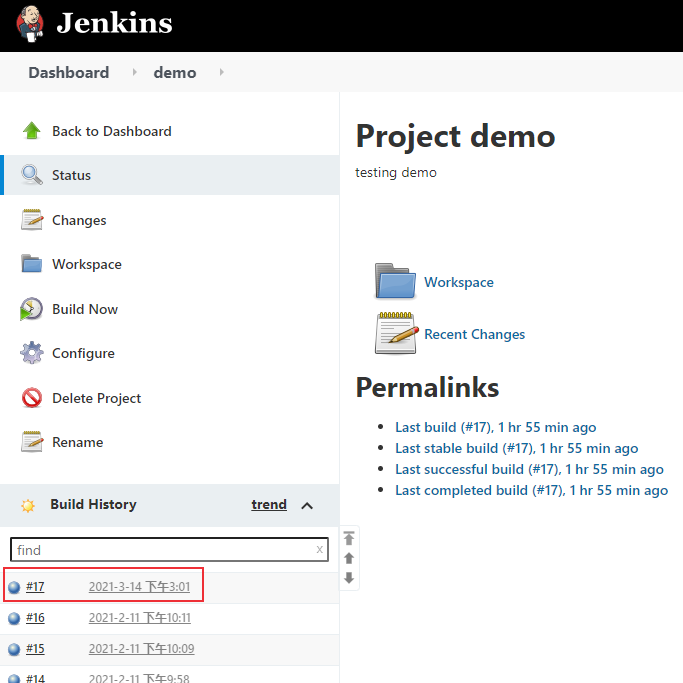 Jenkins
Dashboard demo
Back to Dashboard
Status
Changes
Workspace
Build Now
Configure
Delete Project
Rename
Build History trend
find x
#17 2021-3-14 下午3:01
#16 2021-2-11 下午10:11
#15 2021-2-11 下午10:09
#14 2021-2-11 下午9:58
Project demo
testing demo
Workspace
Recent Changes
Permalinks
Last build (#17), 1 hr 55 min ago
Last stable build (#17), 1 hr 55 min ago
Last successful build (#17), 1 hr 55 min ago
Last completed build (#17), 1 hr 55 min ago